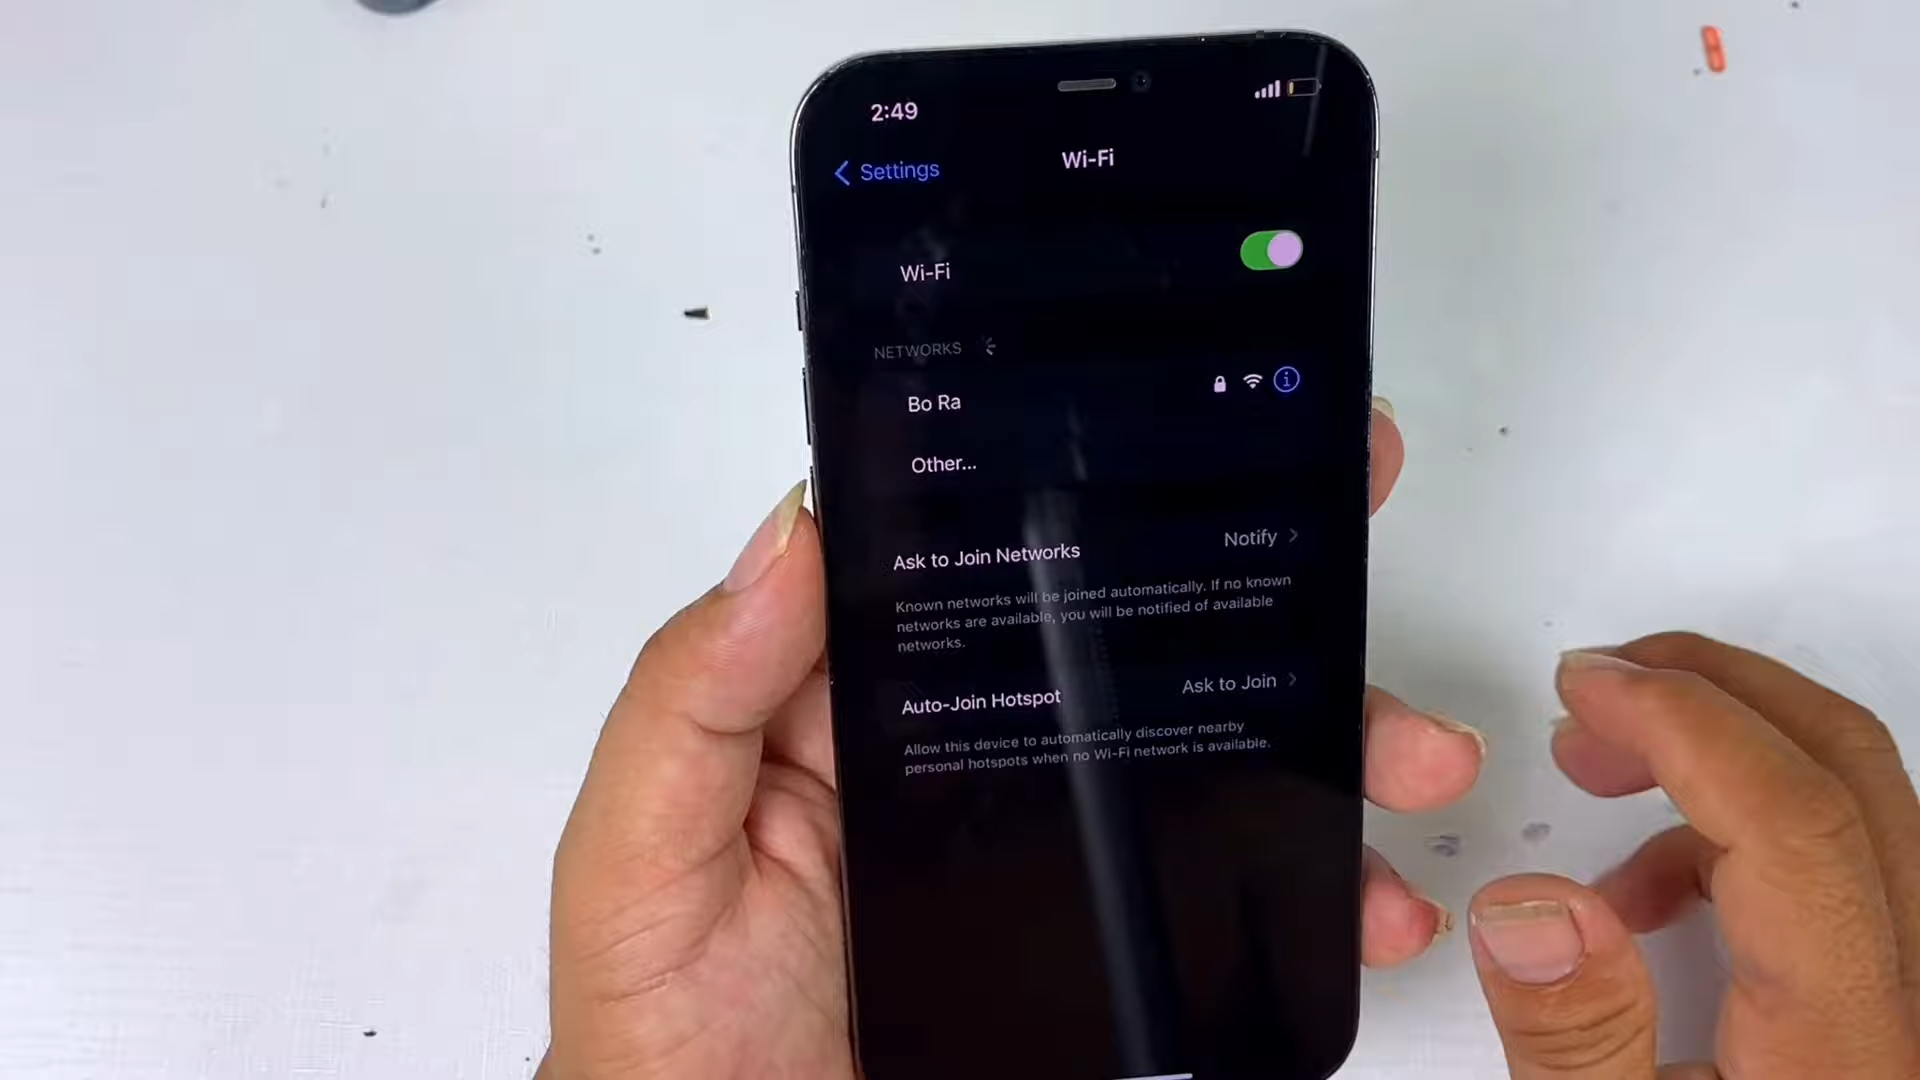 2:49
Settings
Wi-Fi
Wi-Fi
NETWORKS
Bo Ra
Other...
Ask to Join Networks
Notify
Known networks will be joined automatically. If no known
networks are available, you will be notified of available
networks.
Auto-Join Hotspot
Ask to Join
Allow this device to automatically discover nearby
personal hotspots when no Wi-Fi network is available.